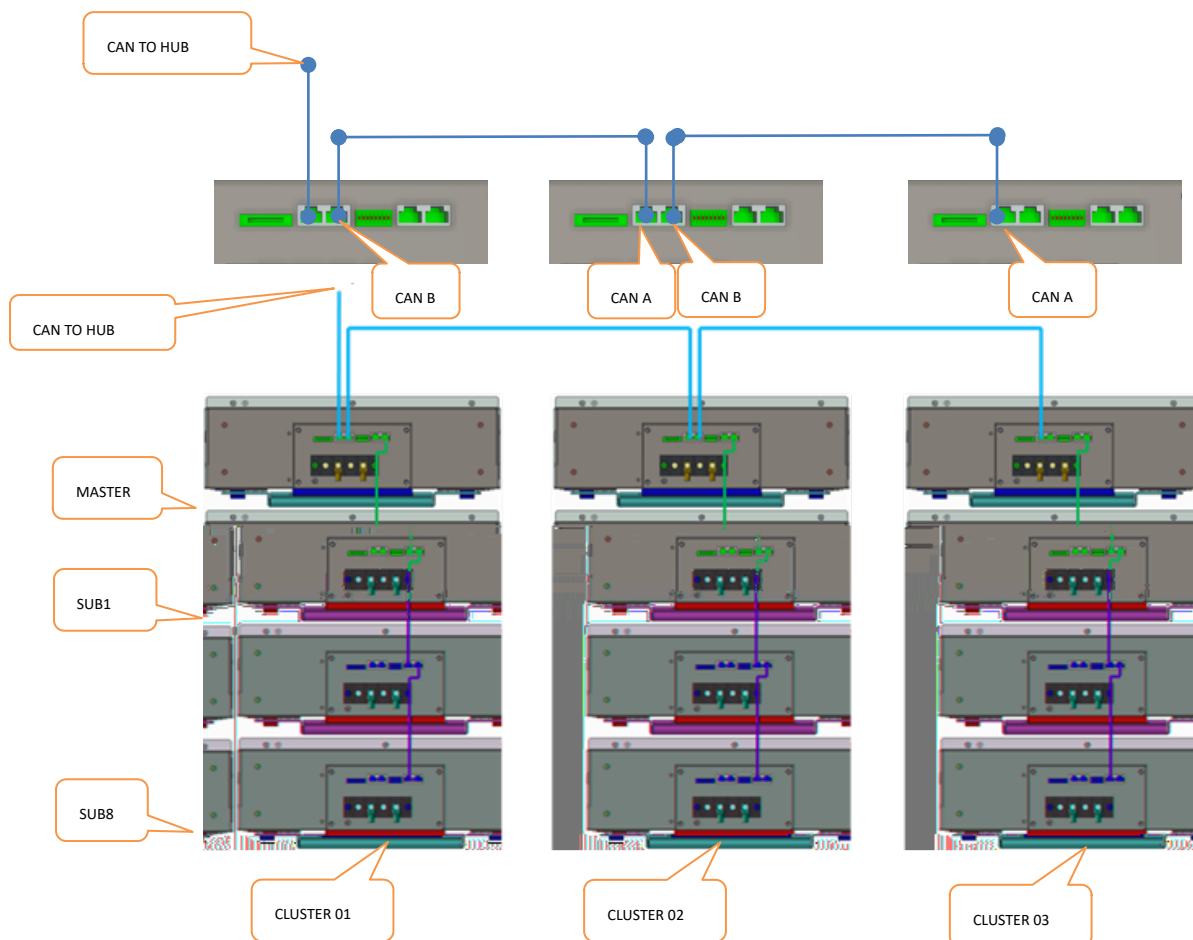 CAN TO HUB
CAN B
CAN A
CAN B
CAN A
CAN TO HUB
MASTER
SUB1
SUB8
CLUSTER 01
CLUSTER 02
CLUSTER 03